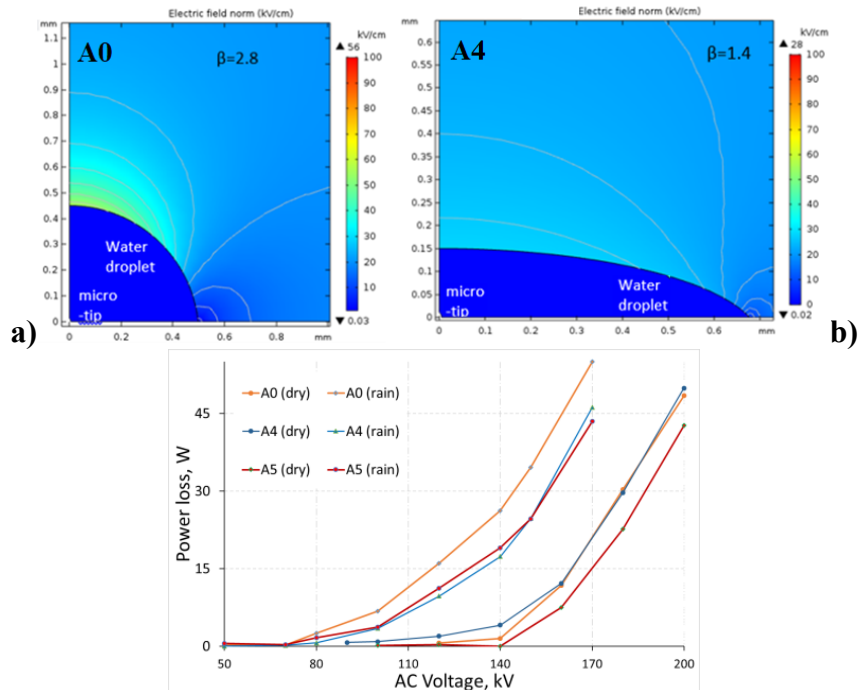 Electric field norm (kV/cm)
mm
1.1
1
0.9
0.8
0.7
0.6
0.5
0.4
0.3
0.2
0.1
0
A0
β=2.8
Water
droplet
micro
-tip
0
0.2
0.4
0.6
0.8
mm
kV/cm
▲ 56
100
90
80
70
60
50
40
30
20
10
▼ 0.03
a)
Electric field norm (kV/cm)
mm
0.6
0.55
0.5
0.45
0.4
0.35
0.3
0.25
0.2
0.15
0.1
0.05
0
A4
β=1.4
micro
-tip
Water
droplet
0
0.1
0.2
0.3
0.4
0.5
0.6
mm
kV/cm
▲ 28
100
90
80
70
60
50
40
30
20
10
0
▼ 0.02
b)
A0 (dry) A0 (rain)
A4 (dry) A4 (rain)
A5 (dry) A5 (rain)
Power loss, W
45
30
15
0
50 80 110 140 170 200
AC Voltage, kV